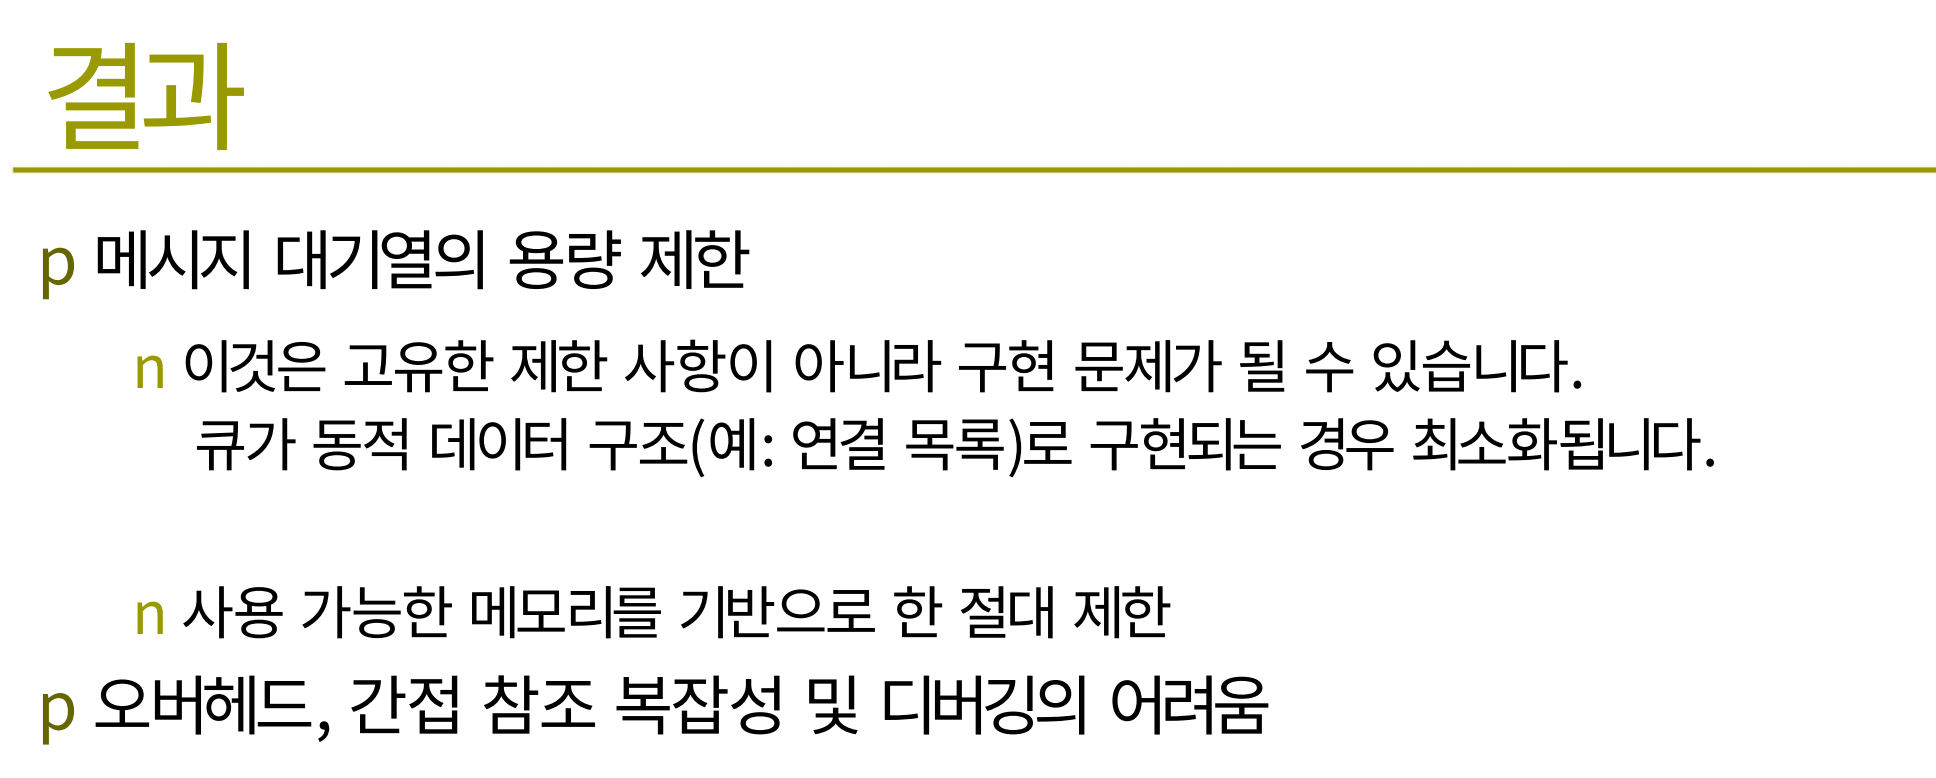 결과
p 메시지 대기열의 용량 제한
n 이것은 고유한 제한 사항이 아니라 구현 문제가 될 수 있습니다.
큐가 동적 데이터 구조(예: 연결 목록)로 구현되는 경우 최소화됩니다.
n 사용 가능한 메모리를 기반으로 한 절대 제한
p 오버헤드, 간접 참조 복잡성 및 디버깅의 어려움